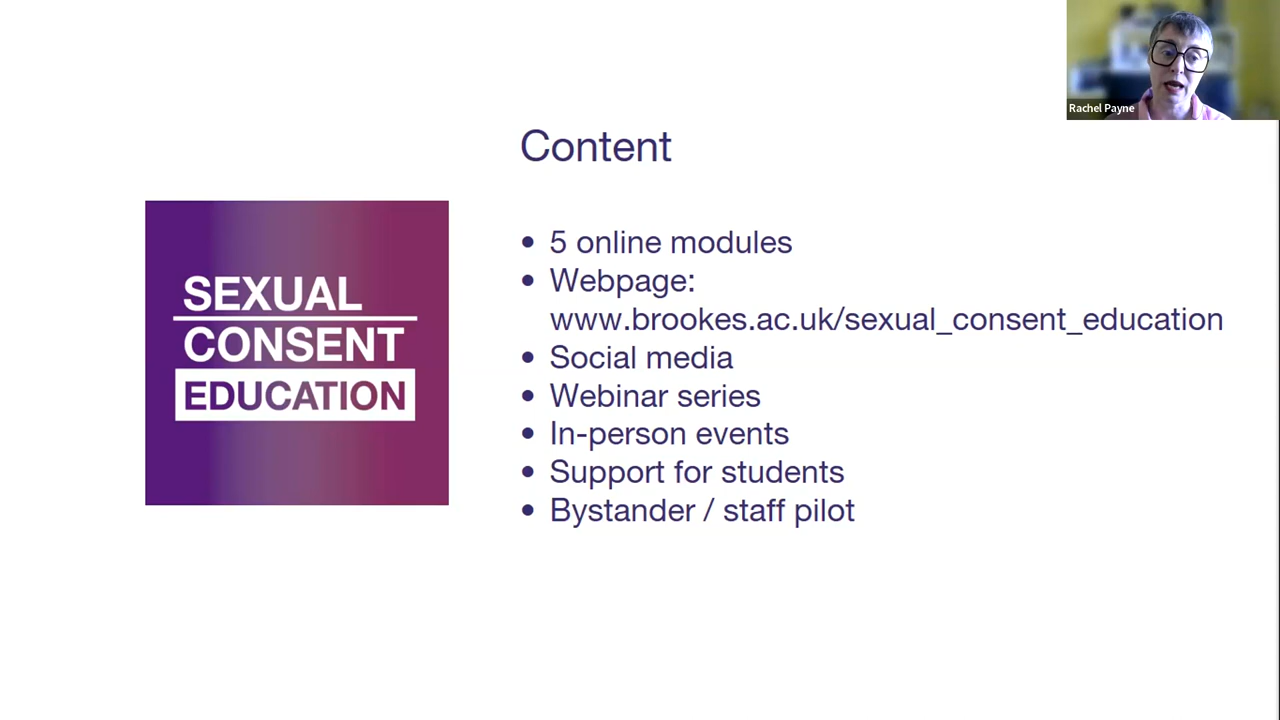 Rachel Payne
Content
SEXUAL
CONSENT
EDUCATION
• 5 online modules
• Webpage:
www.brookes.ac.uk/sexual_consent_education
• Social media
• Webinar series
• In-person events
• Support for students
• Bystander / staff pilot